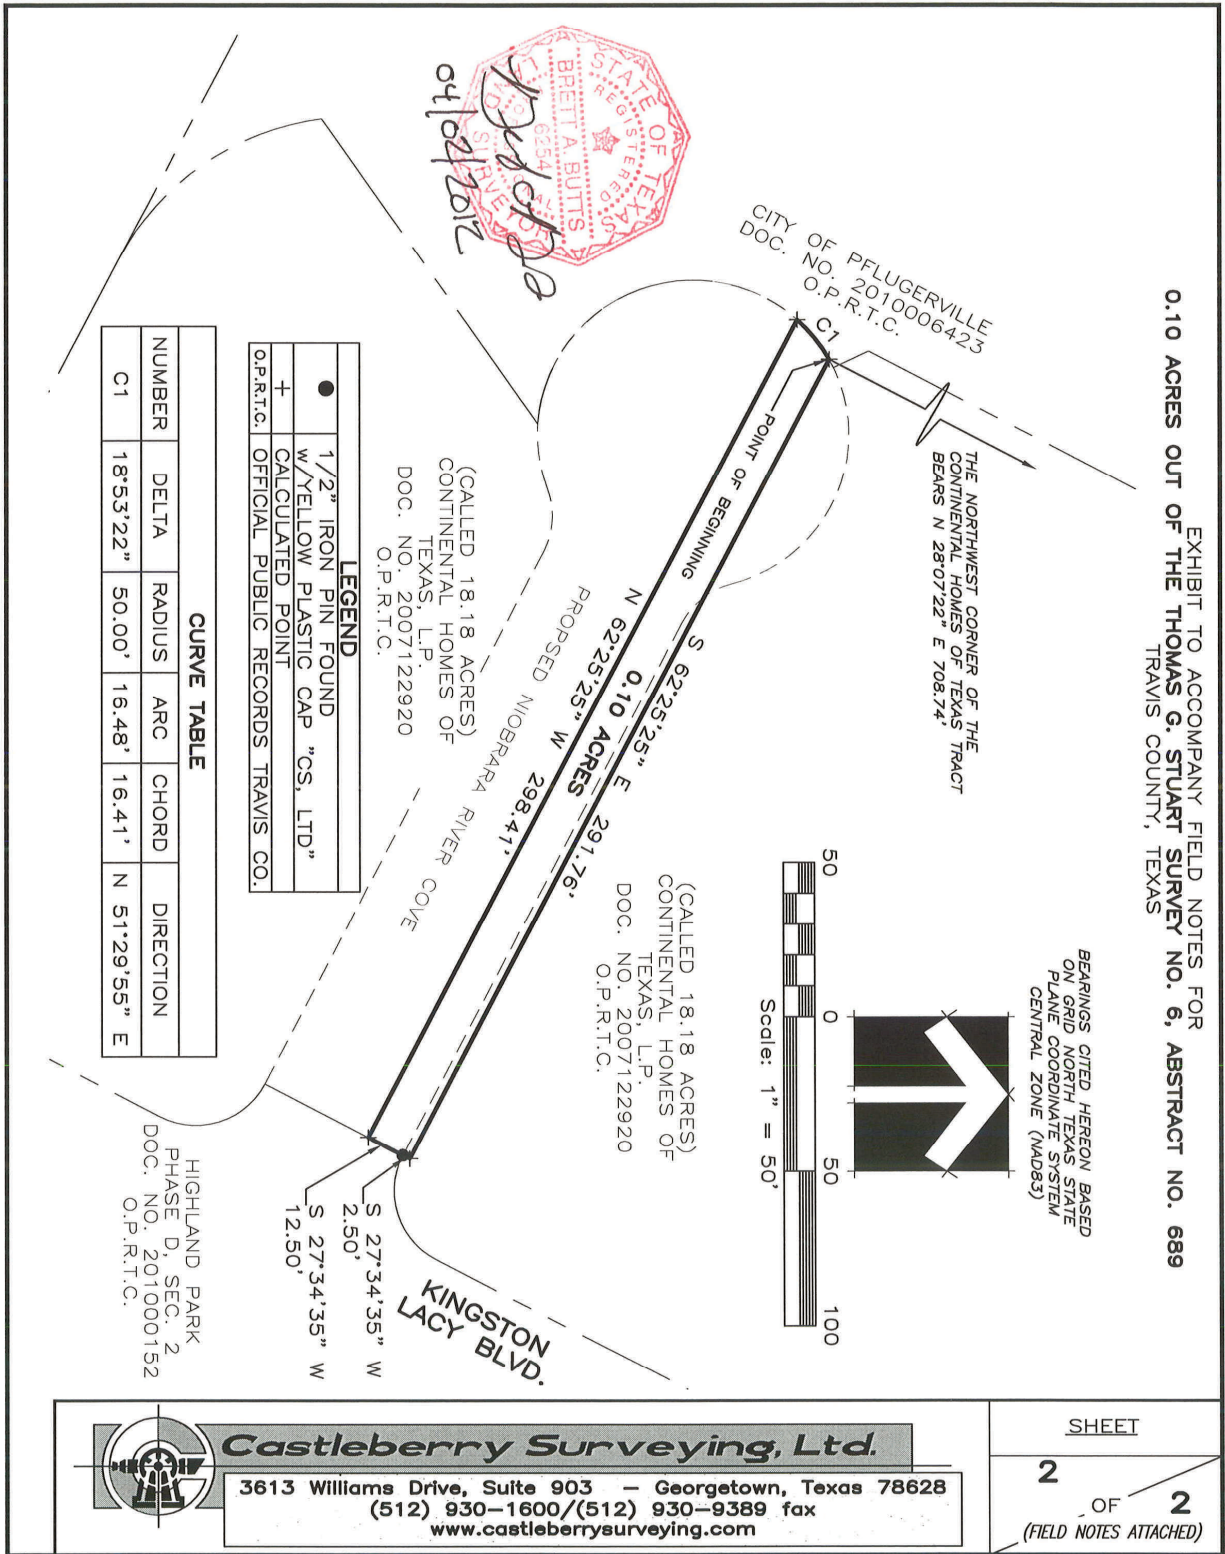 EXHIBIT TO ACCOMPANY FIELD NOTES FOR
0.10 ACRES OUT OF THE THOMAS G. STUART SURVEY NO. 6, ABSTRACT NO. 689
TRAVIS COUNTY, TEXAS
BEARINGS CITED HEREON BASED
ON GRID NORTH TEXAS STATE
PLANE COORDINATE SYSTEM
CENTRAL ZONE (NAD83)
50 0 50 100
Scale: 1" = 50'
CITY OF PFLUGERVILLE
DOC. NO. 2010006423
O.P.R.T.C.
THE NORTHWEST CORNER OF THE
CONTINENTAL HOMES OF TEXAS TRACT
BEARS N 28°07'22" E 708.74'
C1
POINT OF BEGINNING
S 62°25'25" E 291.76'
0.10 ACRES
N 62°25'25" W 298.41'
PROPSED NIOBRARA RIVER COVE
(CALLED 18.18 ACRES)
CONTINENTAL HOMES OF
TEXAS, L.P.
DOC. NO. 2007122920
O.P.R.T.C.
(CALLED 18.18 ACRES)
CONTINENTAL HOMES OF
TEXAS, L.P.
DOC. NO. 2007122920
O.P.R.T.C.
KINGSTON
LACY BLVD.
S 27°34'35" W
2.50'
S 27°34'35" W
12.50'
HIGHLAND PARK
PHASE D, SEC. 2
DOC. NO. 201000152
O.P.R.T.C.
STATE OF TEXAS
REGISTERED
BRETT A. BUTTS
6254
PROFESSIONAL
LAND SURVEYOR
04/02/2012
LEGEND
● 1/2" IRON PIN FOUND
W/YELLOW PLASTIC CAP "CS, LTD"
+ CALCULATED POINT
O.P.R.T.C. OFFICIAL PUBLIC RECORDS TRAVIS CO.
CURVE TABLE
NUMBER DELTA RADIUS ARC CHORD DIRECTION
C1 18°53'22" 50.00' 16.48' 16.41' N 51°29'55" E
Castleberry Surveying, Ltd.
3613 Williams Drive, Suite 903 – Georgetown, Texas 78628
(512) 930–1600/(512) 930–9389 fax
www.castleberrysurveying.com
SHEET
2 OF 2
(FIELD NOTES ATTACHED)